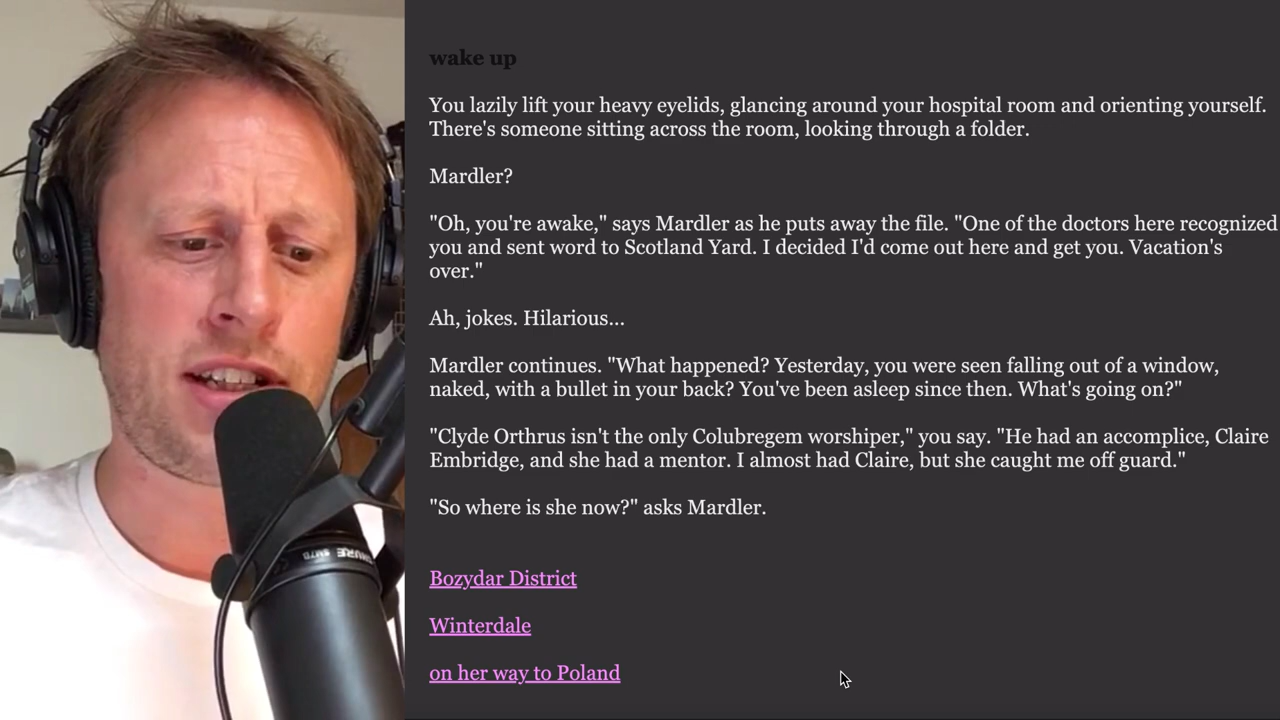 wake up
You lazily lift your heavy eyelids, glancing around your hospital room and orienting yourself.
There's someone sitting across the room, looking through a folder.
Mardler?
"Oh, you're awake," says Mardler as he puts away the file. "One of the doctors here recognized
you and sent word to Scotland Yard. I decided I'd come out here and get you. Vacation's
over."
Ah, jokes. Hilarious...
Mardler continues. "What happened? Yesterday, you were seen falling out of a window,
naked, with a bullet in your back? You've been asleep since then. What's going on?"
"Clyde Orthrus isn't the only Colubregem worshiper," you say. "He had an accomplice, Claire
Embridge, and she had a mentor. I almost had Claire, but she caught me off guard."
"So where is she now?" asks Mardler.
Bozydar District
Winterdale
on her way to Poland
SHURE SM7B